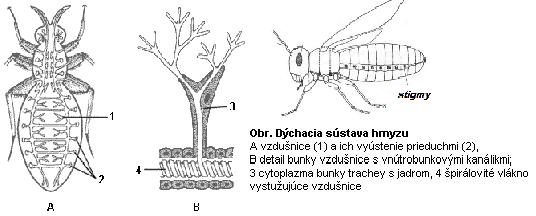 1
2
A
3
4
B
stigmy
Obr. Dýchacia sústava hmyzu
A vzdušnice (1) a ich vyústenie prieduchmi (2),
B detail bunky vzdušnice s vnútrobunkovými kanálikmi;
3 cytoplazma bunky trachey s jadrom, 4 špirálovité vlákno
vystužujúce vzdušnice